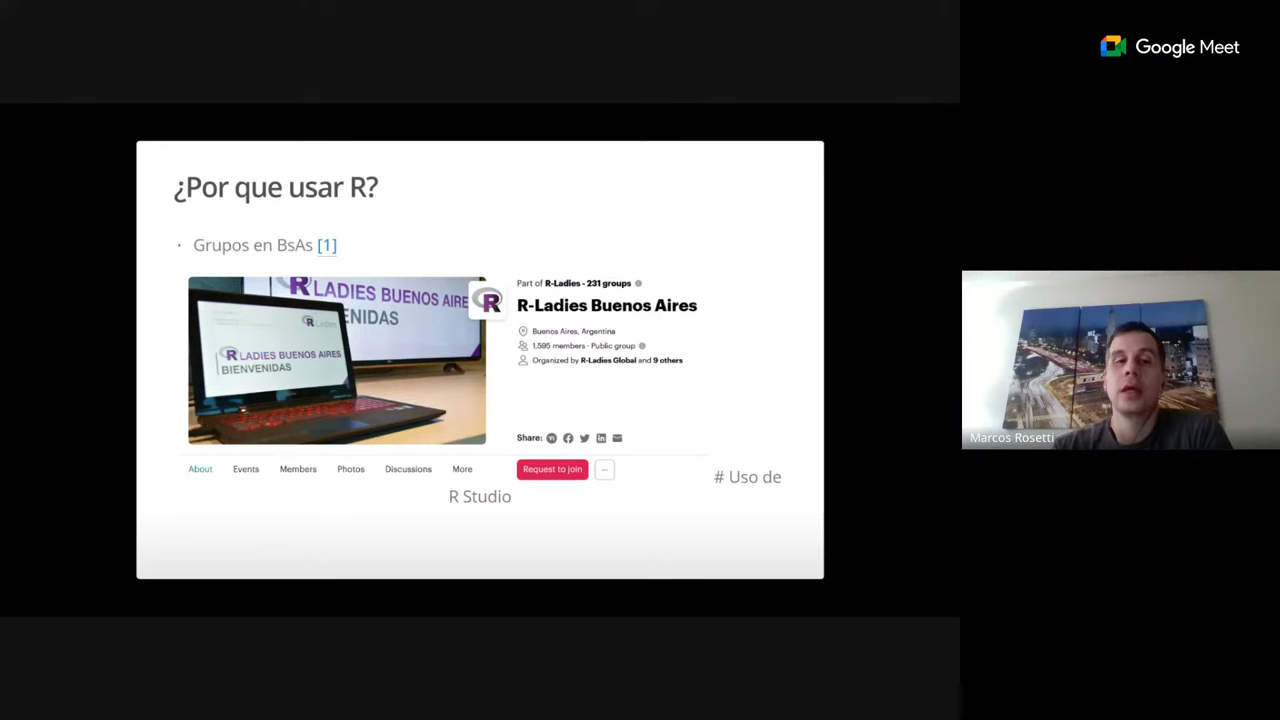 Google Meet
¿Por que usar R?
· Grupos en BsAs [1]
R LADIES BUENOS AIRE
ENIDAS
R Ladies
R LADIES BUENOS AIRES
BIENVENIDAS
R
Part of R-Ladies - 231 groups
R-Ladies Buenos Aires
Buenos Aires, Argentina
1,595 members · Public group
Organized by R-Ladies Global and 9 others
Share:
About Events Members Photos Discussions More Request to join ...
# Uso de
R Studio
Marcos Rosetti